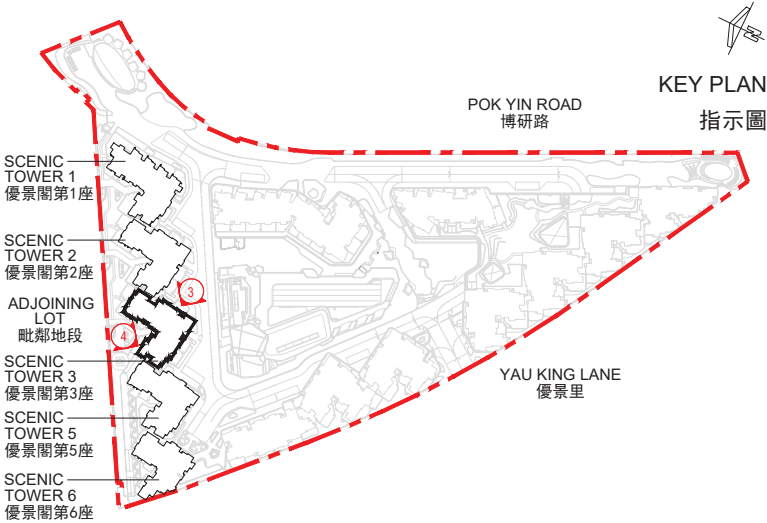 N
KEY PLAN
指示圖
POK YIN ROAD
博研路
SCENIC
TOWER 1
優景閣第1座
SCENIC
TOWER 2
優景閣第2座
3
ADJOINING
LOT
毗鄰地段
4
SCENIC
TOWER 3
優景閣第3座
YAU KING LANE
優景里
SCENIC
TOWER 5
優景閣第5座
SCENIC
TOWER 6
優景閣第6座